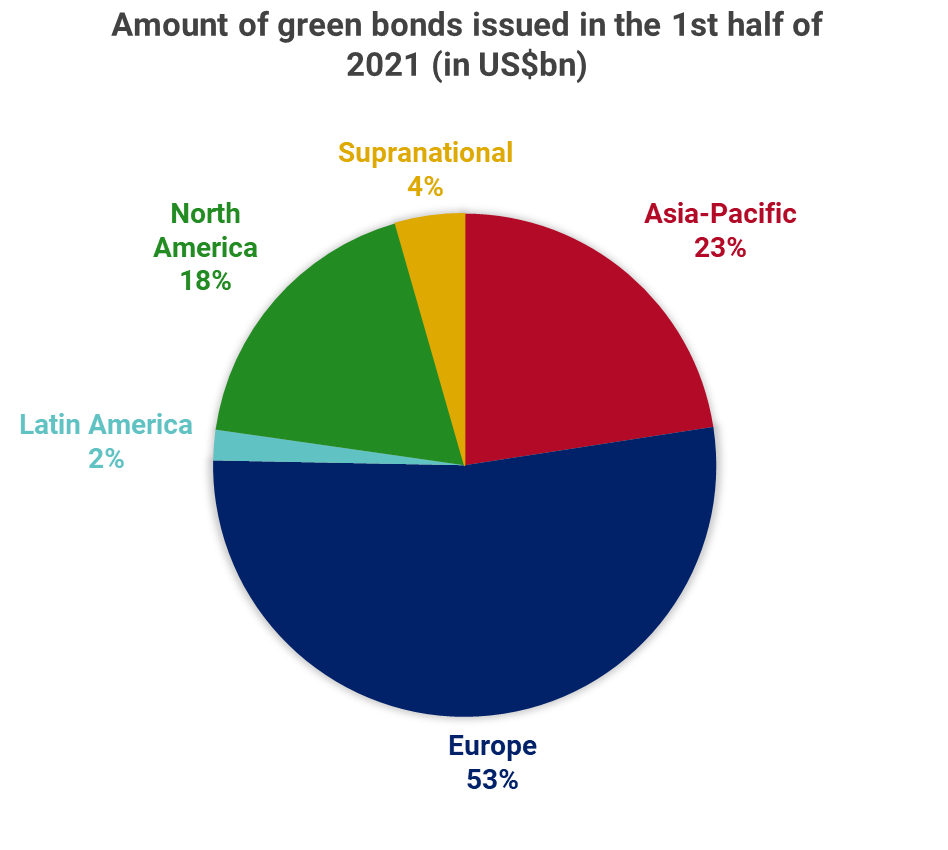 Amount of green bonds issued in the 1st half of
2021 (in US$bn)
Supranational
4%
North
America
18%
Asia-Pacific
23%
Latin America
2%
Europe
53%